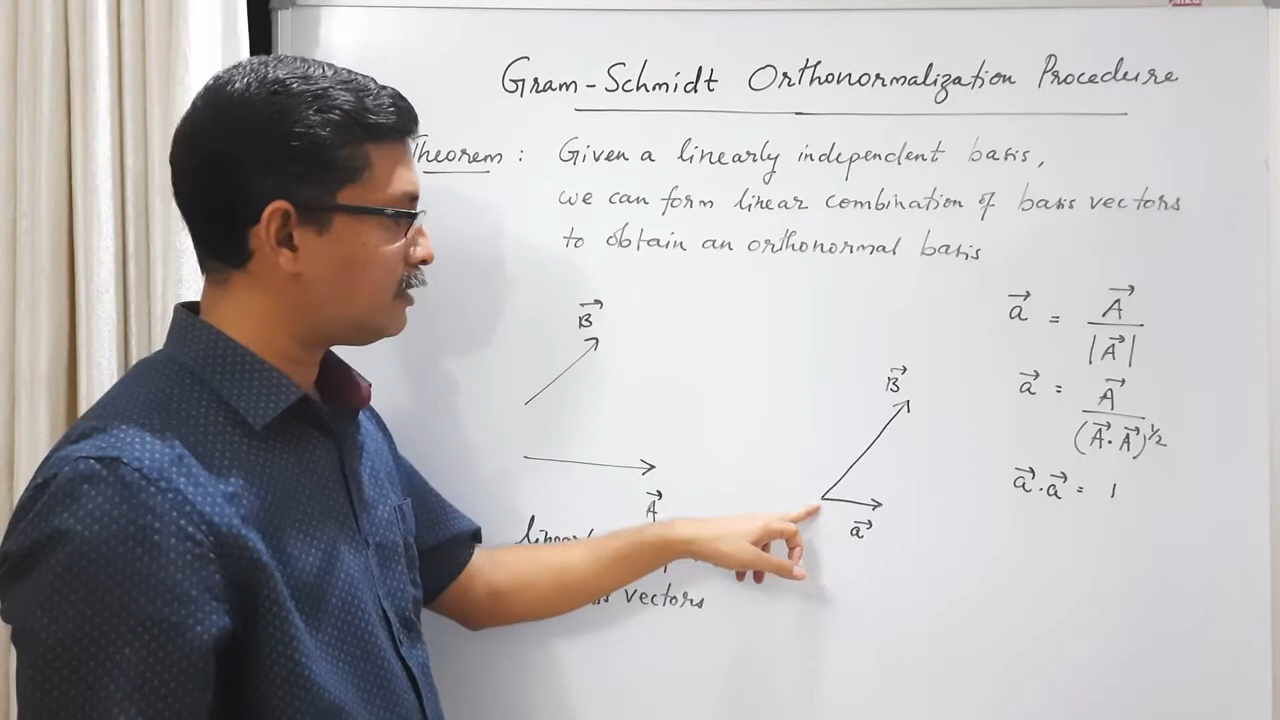 Gram-Schmidt Orthonormalization Procedure
Theorem : Given a linearly independent basis,
we can form linear combination of basis vectors
to obtain an orthonormal basis
B⃗
A⃗
vectors
B⃗
a⃗
a⃗ = A⃗ / |A⃗|
a⃗ = A⃗ / (A⃗·A⃗)^1/2
a⃗·a⃗ = 1